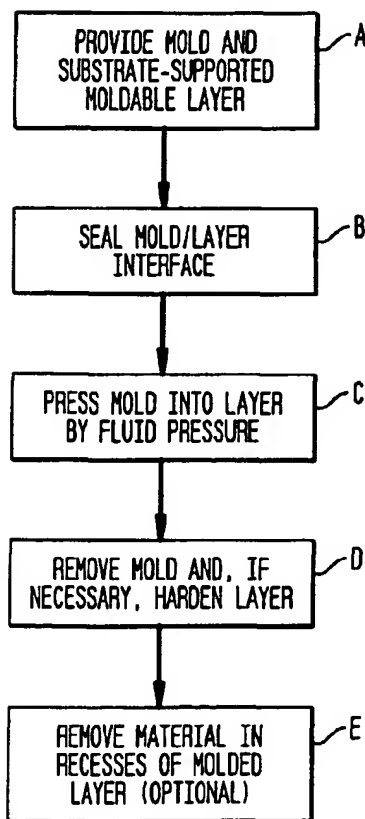 PROVIDE MOLD AND
SUBSTRATE-SUPPORTED
MOLDABLE LAYER
A
SEAL MOLD/LAYER
INTERFACE
B
PRESS MOLD INTO LAYER
BY FLUID PRESSURE
C
REMOVE MOLD AND, IF
NECESSARY, HARDEN LAYER
D
REMOVE MATERIAL IN
RECESSES OF MOLDED
LAYER (OPTIONAL)
E